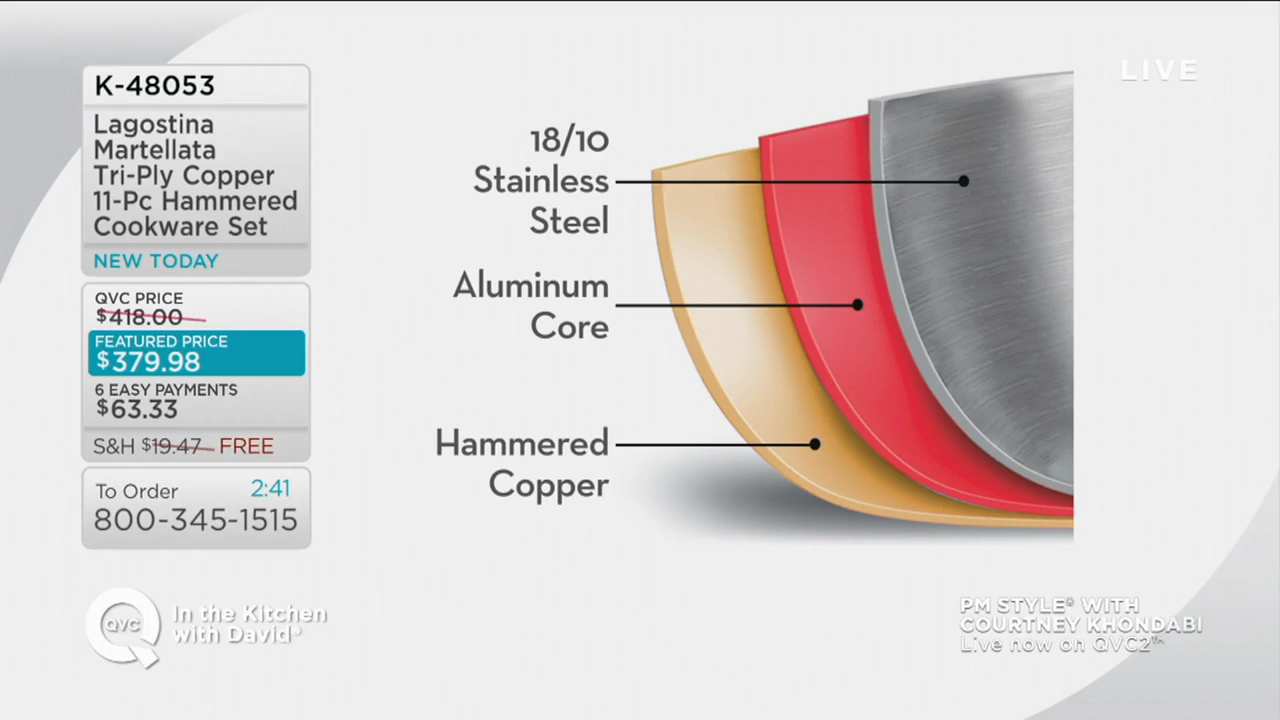 K-48053
Lagostina
Martellata
Tri-Ply Copper
11-Pc Hammered
Cookware Set
NEW TODAY
QVC PRICE
$418.00
FEATURED PRICE
$379.98
6 EASY PAYMENTS
$63.33
S&H $19.47 FREE
To Order 2:41
800-345-1515
QVC
In the Kitchen
with David®
18/10
Stainless
Steel
Aluminum
Core
Hammered
Copper
LIVE
PM STYLE® WITH
COURTNEY KHONDABI
Live now on QVC2™